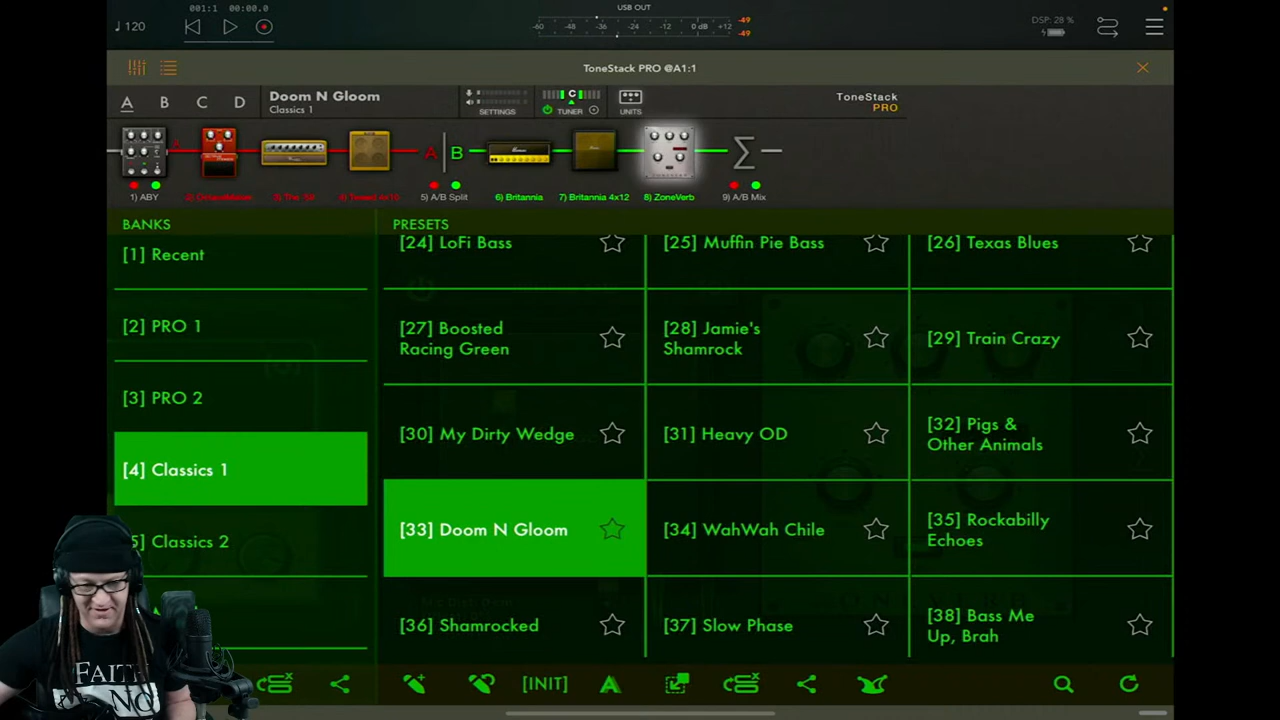 001:1 00:00.0
♩120
USB OUT
-60 -48 -36 -24 -12 0 dB +12
-49
-49
DSP: 28 %
ToneStack PRO @A1:1
A B C D
Doom N Gloom
Classics 1
SETTINGS
C
TUNER
UNITS
ToneStack
PRO
A
A B
1) ABY
5) A/B Split
6) Britannia
7) Britannia 4x12
8) ZoneVerb
9) A/B Mix
BANKS
PRESETS
[1] Recent
[2] PRO 1
[3] PRO 2
[4] Classics 1
5] Classics 2
[24] LoFi Bass
[25] Muffin Pie Bass
[26] Texas Blues
[27] Boosted
Racing Green
[28] Jamie's
Shamrock
[29] Train Crazy
[30] My Dirty Wedge
[31] Heavy OD
[32] Pigs &
Other Animals
[33] Doom N Gloom
[34] WahWah Chile
[35] Rockabilly
Echoes
[36] Shamrocked
[37] Slow Phase
[38] Bass Me
Up, Brah
[INIT]
FAITH
NO